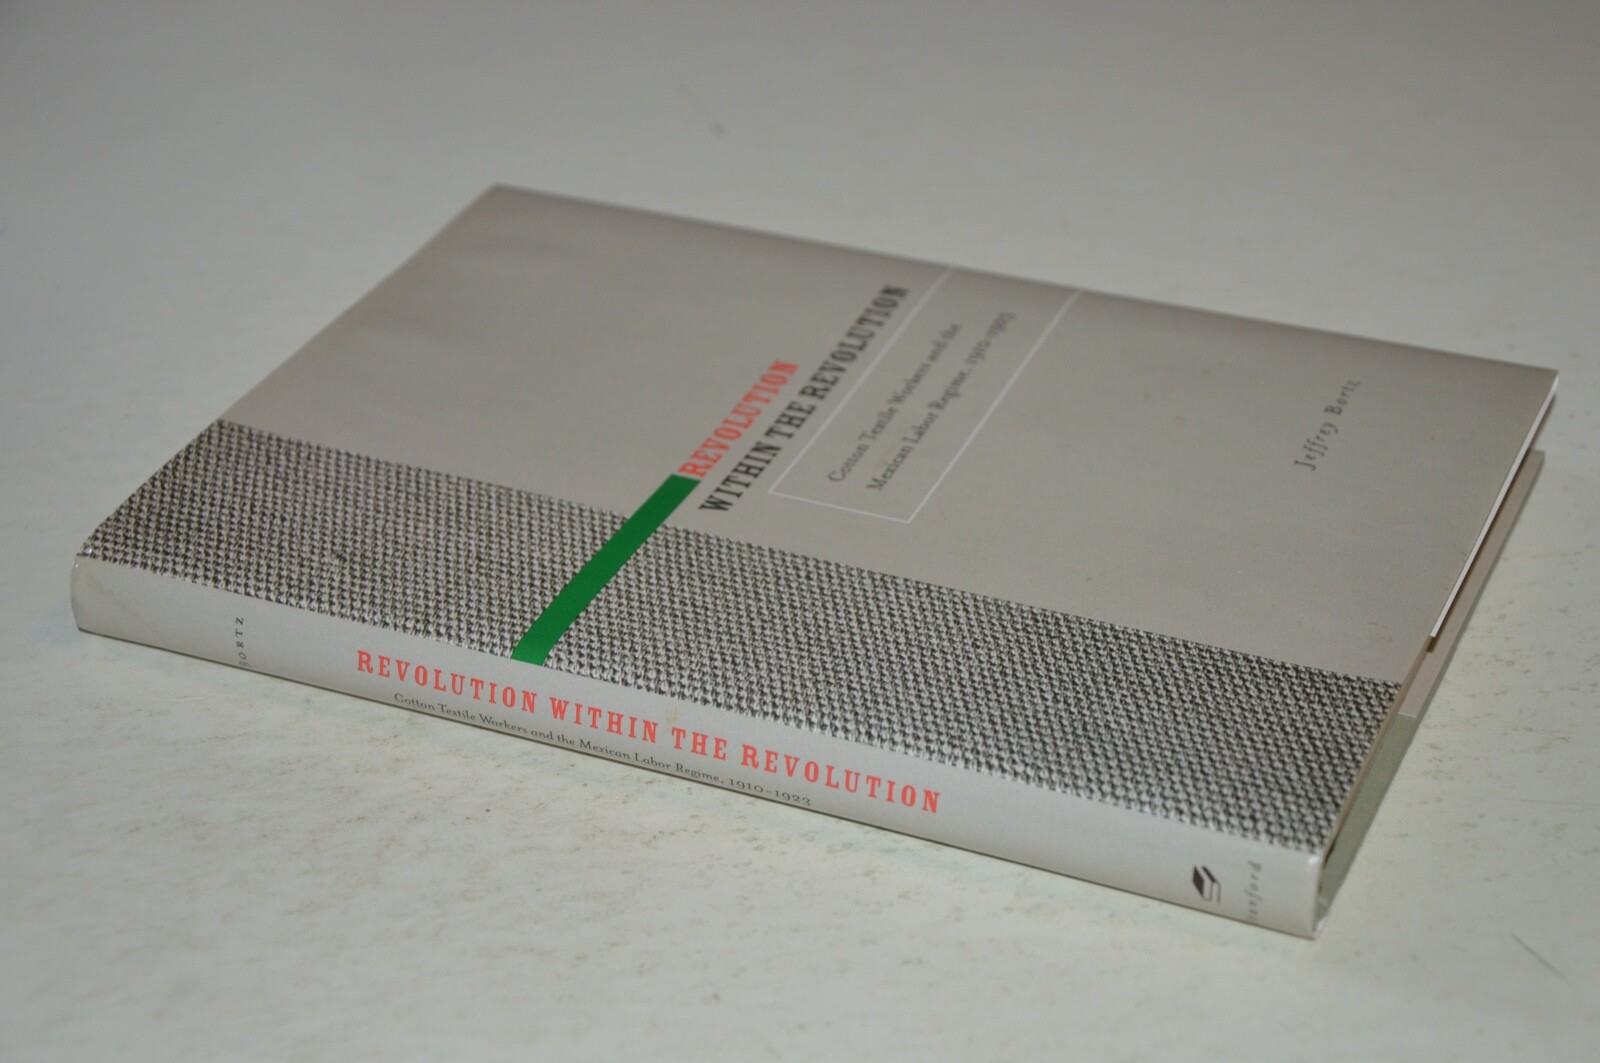 REVOLUTION
WITHIN THE REVOLUTION
Cotton Textile Workers and the
Mexican Labor Regime, 1910–1923
Jeffrey Bortz
BORTZ
REVOLUTION WITHIN THE REVOLUTION
Cotton Textile Workers and the Mexican Labor Regime, 1910–1923
Stanford